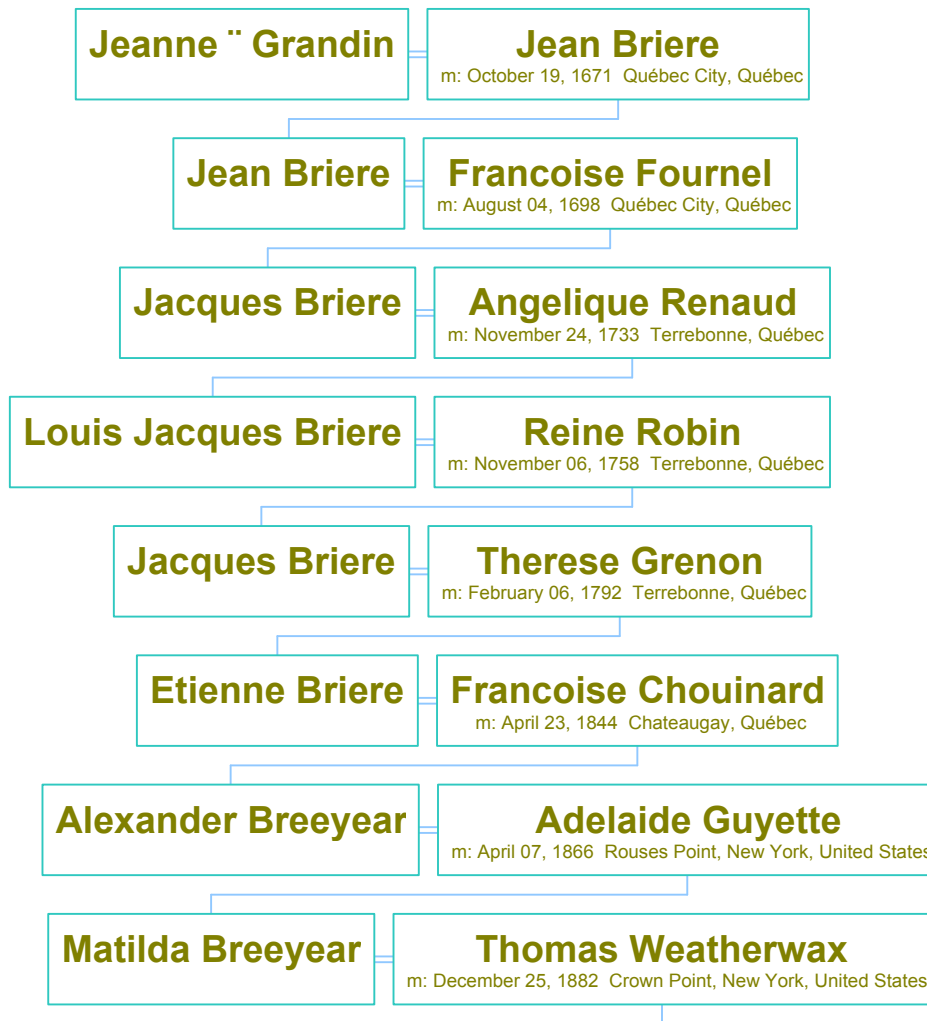 Jeanne ¨ Grandin
Jean Briere
m: October 19, 1671 Québec City, Québec
Jean Briere
Francoise Fournel
m: August 04, 1698 Québec City, Québec
Jacques Briere
Angelique Renaud
m: November 24, 1733 Terrebonne, Québec
Louis Jacques Briere
Reine Robin
m: November 06, 1758 Terrebonne, Québec
Jacques Briere
Therese Grenon
m: February 06, 1792 Terrebonne, Québec
Etienne Briere
Francoise Chouinard
m: April 23, 1844 Chateaugay, Québec
Alexander Breeyear
Adelaide Guyette
m: April 07, 1866 Rouses Point, New York, United States
Matilda Breeyear
Thomas Weatherwax
m: December 25, 1882 Crown Point, New York, United States